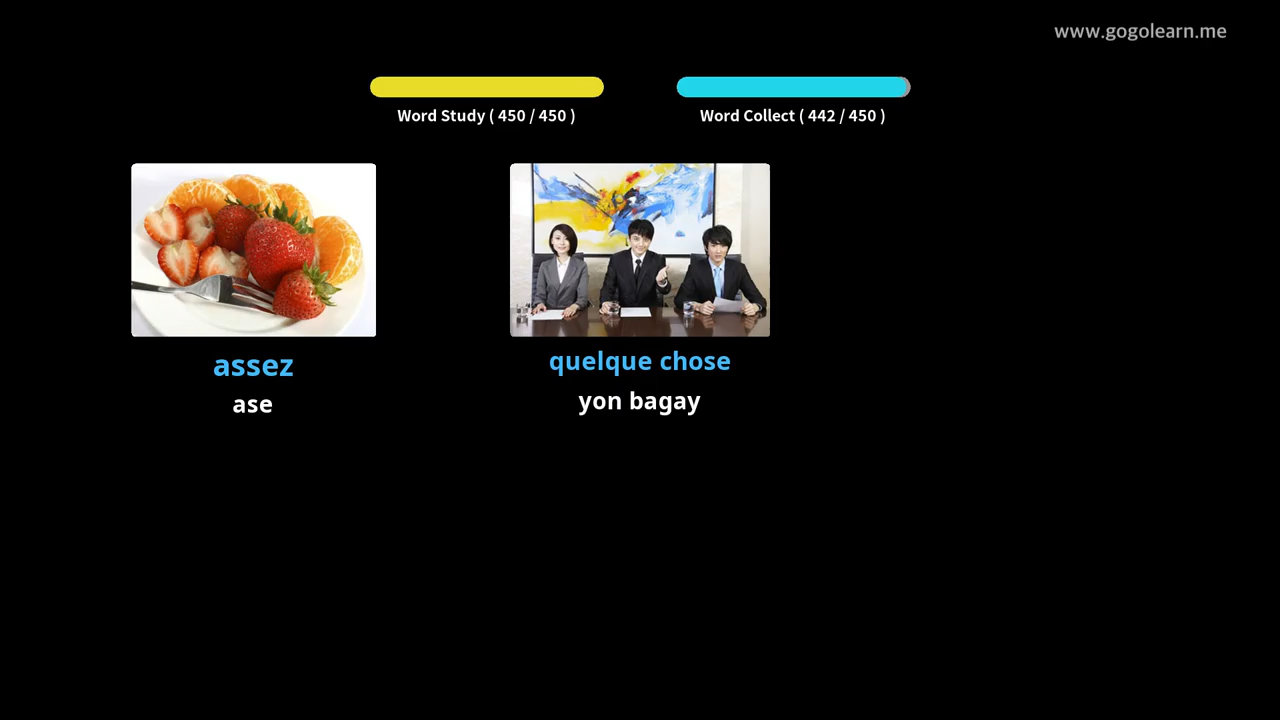 www.gogolearn.me
Word Study ( 450 / 450 )
Word Collect ( 442 / 450 )
assez
ase
quelque chose
yon bagay